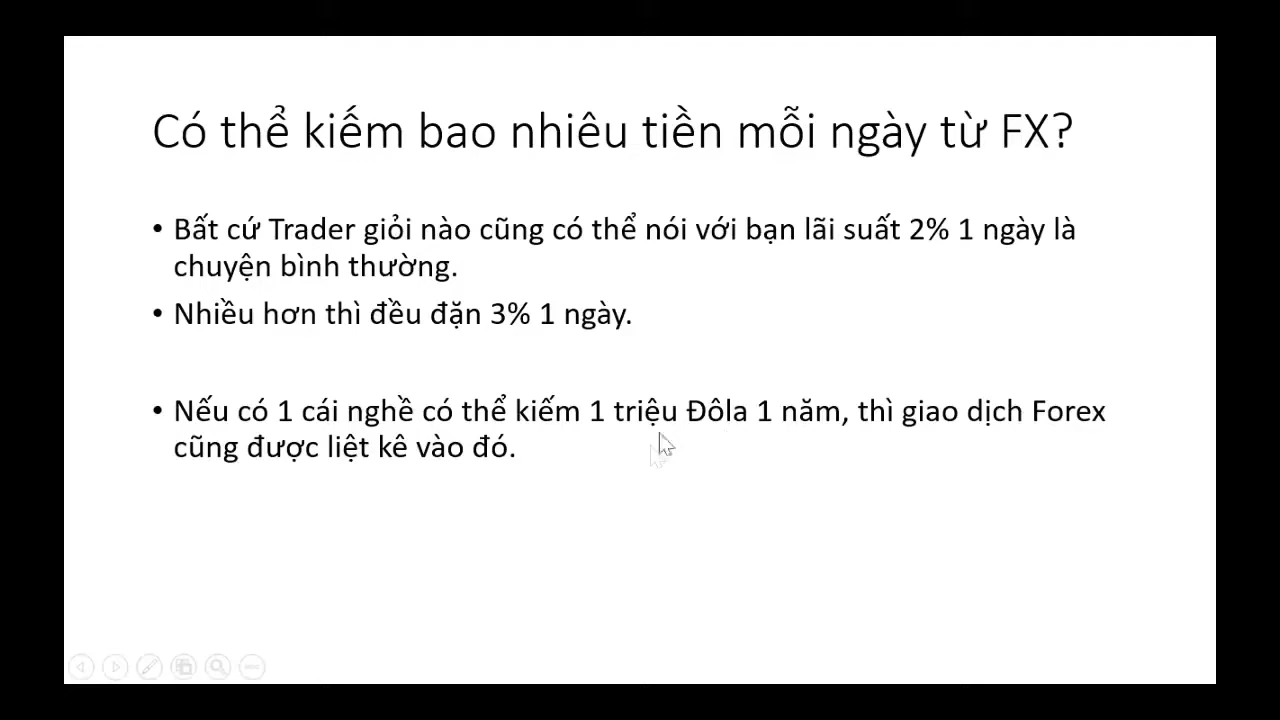 Có thể kiếm bao nhiêu tiền mỗi ngày từ FX?
• Bất cứ Trader giỏi nào cũng có thể nói với bạn lãi suất 2% 1 ngày là
chuyện bình thường.
• Nhiều hơn thì đều đặn 3% 1 ngày.
• Nếu có 1 cái nghề có thể kiếm 1 triệu Đôla 1 năm, thì giao dịch Forex
cũng được liệt kê vào đó.